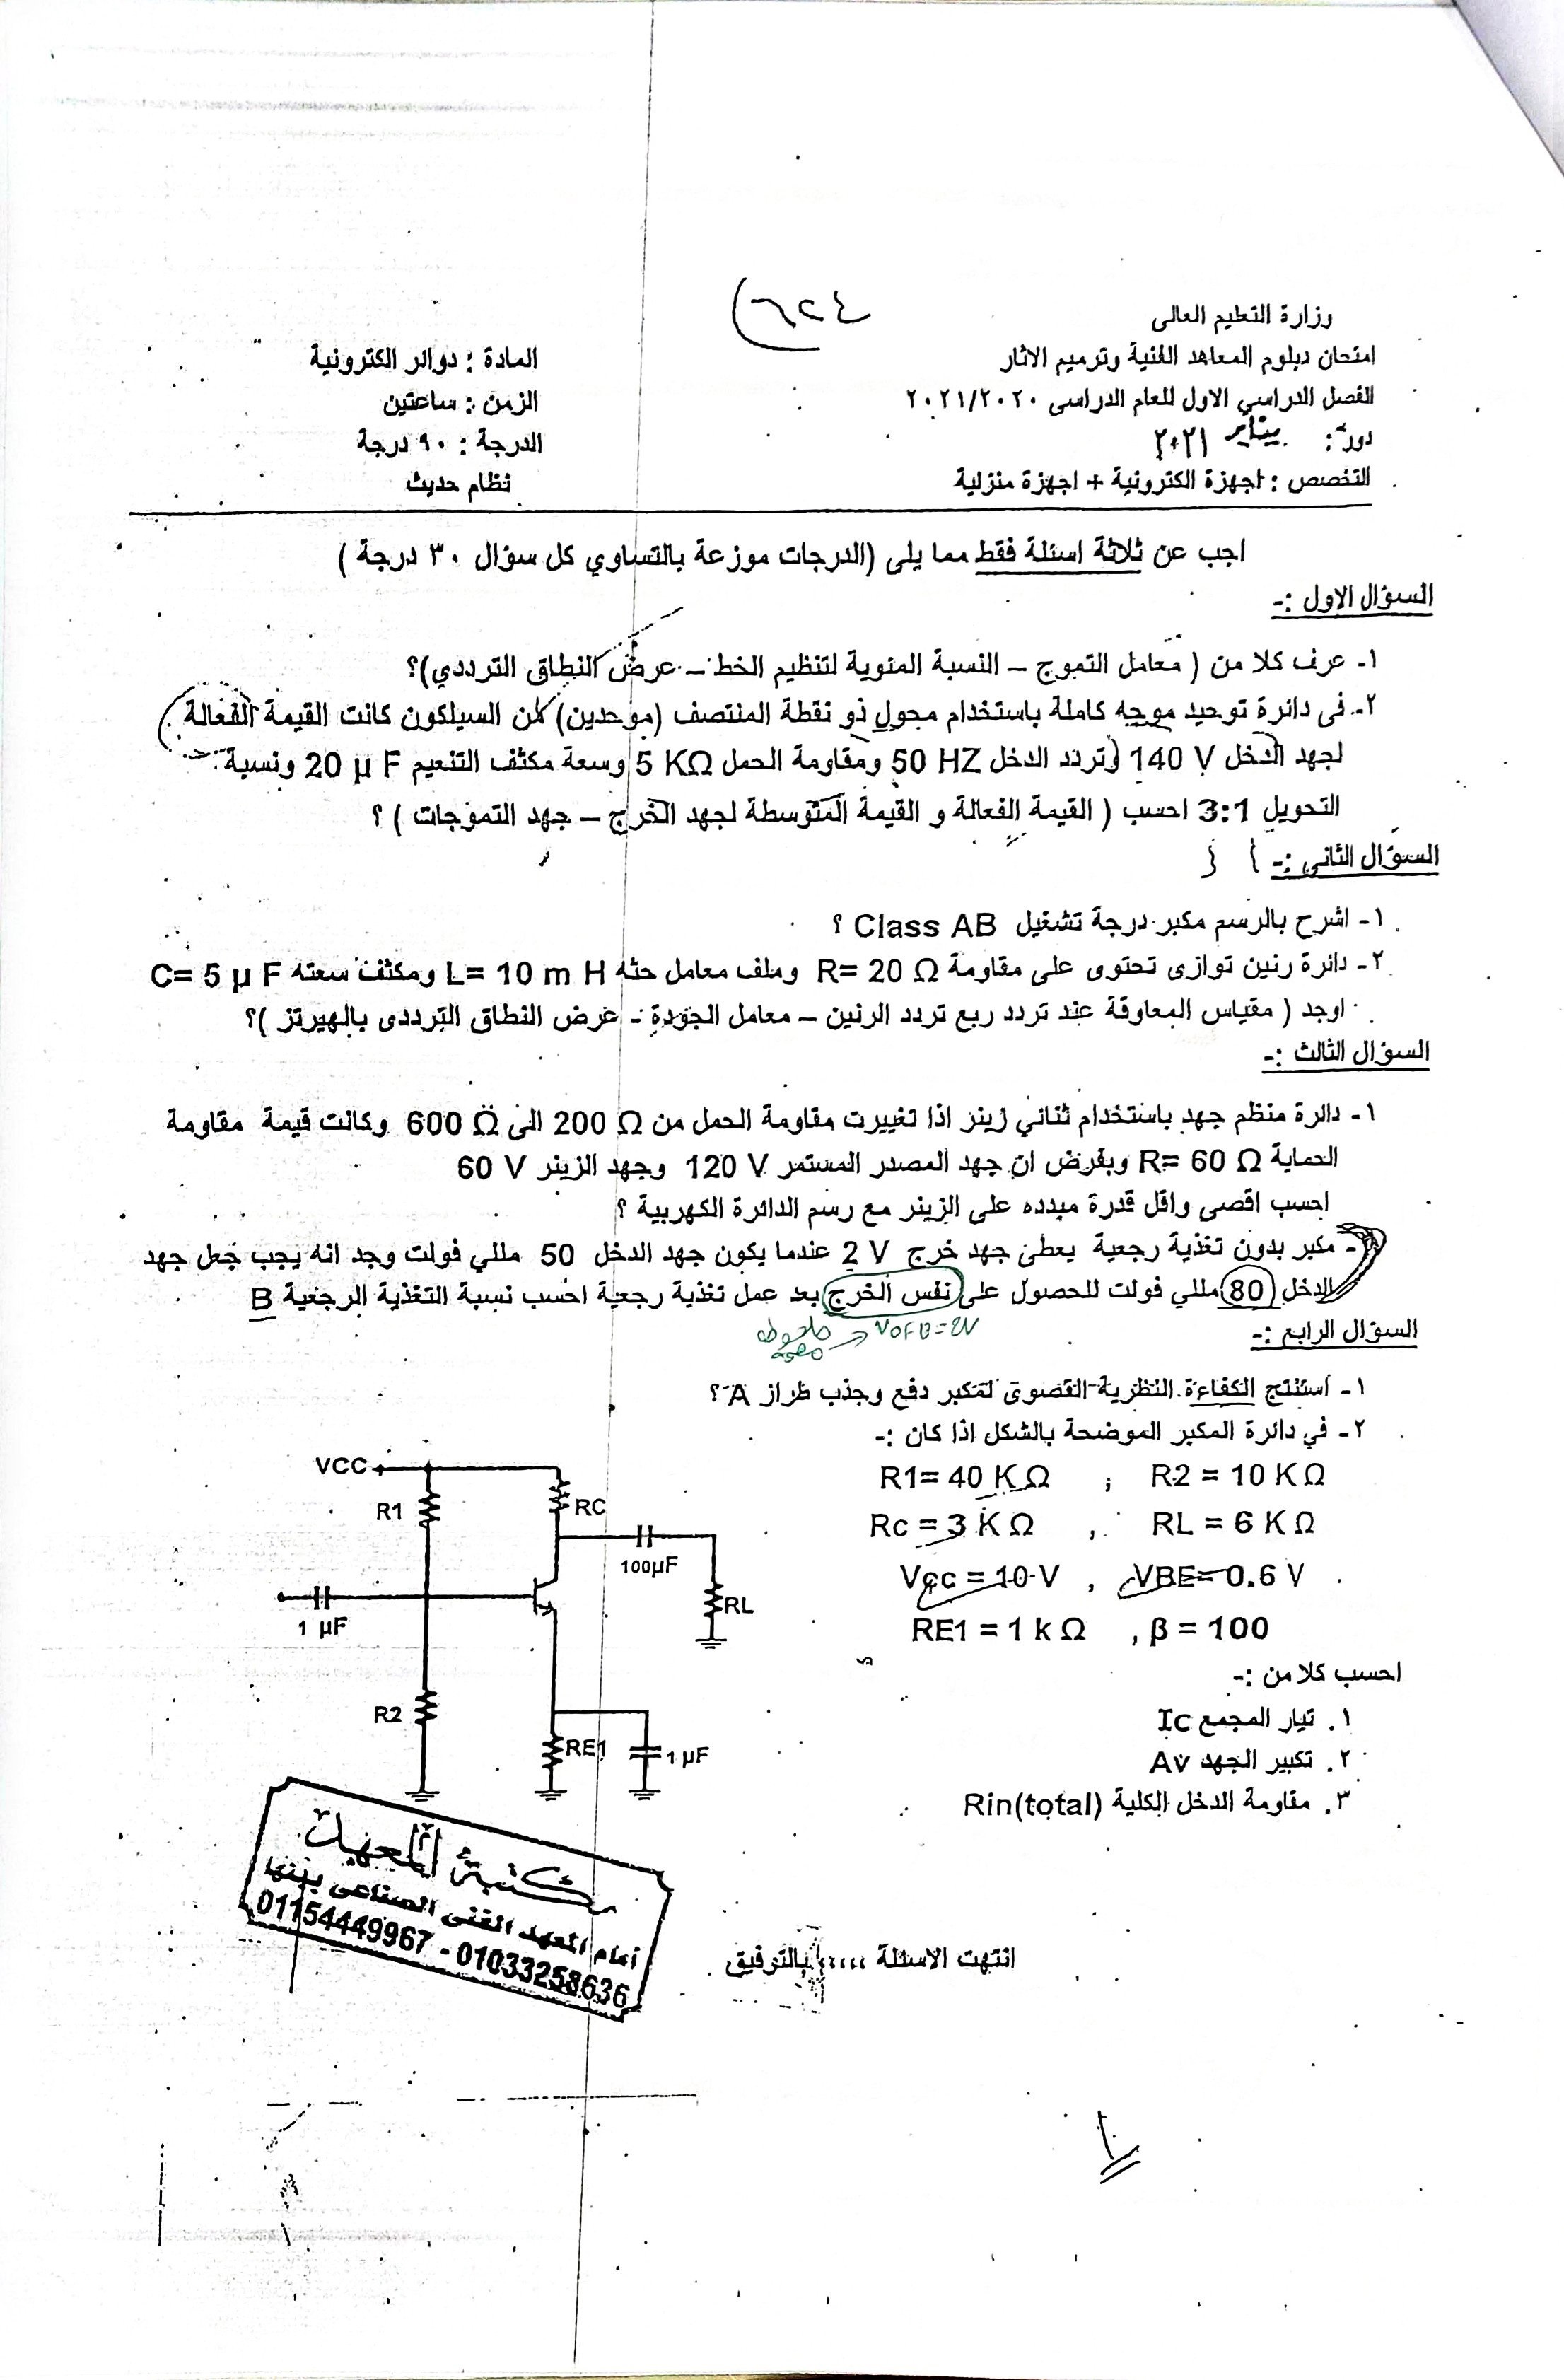 ٦٢٤
وزارة التعليم العالى
امتحان دبلوم المعاهد الفنية وترميم الاثار
الفصل الدراسي الاول للعام الدراسى ٢٠٢١/٢٠٢٠
دور: يناير ٢٠٢١
التخصص : اجهزة الكترونية + اجهزة منزلية
المادة : دوائر الكترونية
الزمن : ساعتين
الدرجة : ٩٠ درجة
نظام حديث
اجب عن ثلاثة اسئلة فقط مما يلى (الدرجات موزعة بالتساوي كل سؤال ٣٠ درجة )
السؤال الاول :-
١- عرف كلا من ( معامل التموج – النسبة المئوية لتنظيم الخط – عرض النطاق الترددي)؟
٢- فى دائرة توحيد موجه كاملة باستخدام محول ذو نقطة المنتصف (موحدين) من السيلكون كانت القيمة الفعالة
لجهد الدخل 140 V وتردد الدخل 50 HZ ومقاومة الحمل 5 KΩ وسعة مكثف التنعيم 20 µ F ونسبة
التحويل 3:1 احسب ( القيمة الفعالة و القيمة المتوسطة لجهد الخرج – جهد التموجات ) ؟
السؤال الثانى :-
١- اشرح بالرسم مكبر درجة تشغيل Class AB ؟
٢- دائرة رنين توازى تحتوى على مقاومة R= 20 Ω وملف معامل حثه L= 10 m H ومكثف سعته C= 5 µ F
اوجد ( مقياس المعاوقة عند تردد ربع تردد الرنين – معامل الجودة - عرض النطاق الترددى بالهيرتز )؟
السؤال الثالث :-
١- دائرة منظم جهد باستخدام ثنائي زينر اذا تغييرت مقاومة الحمل من 200 Ω الى 600 Ω وكانت قيمة مقاومة
الحماية R= 60 Ω وبفرض ان جهد المصدر المستمر 120 V وجهد الزينر 60 V
احسب اقصى واقل قدرة مبدده على الزينر مع رسم الدائرة الكهربية ؟
- مكبر بدون تغذية رجعية يعطى جهد خرج 2 V عندما يكون جهد الدخل 50 مللي فولت وجد انه يجب جعل جهد
الدخل 80 مللي فولت للحصول على نفس الخرج بعد عمل تغذية رجعية احسب نسبة التغذية الرجعية B
VOFB=2V
السؤال الرابع :-
١- استنتج الكفاءة النظرية القصوى لمكبر دفع وجذب طراز A ؟
٢- في دائرة المكبر الموضحة بالشكل اذا كان :-
R1= 40 K Ω ; R2 = 10 K Ω
Rc = 3 K Ω , RL = 6 K Ω
Vcc = 10 V , VBE= 0.6 V
RE1 = 1 k Ω , β = 100
احسب كلا من :-
١. تيار المجمع Ic
٢. تكبير الجهد Av
٣. مقاومة الدخل الكلية Rin(total)
VCC
R1
RC
100µF
RL
1 µF
R2
RE1
1 µF
مكتبة المعهد
أمام المعهد الفنى الصناعى ببنها
01154449967 - 01033258636
انتهت الاسئلة ،،،،، بالتوفيق